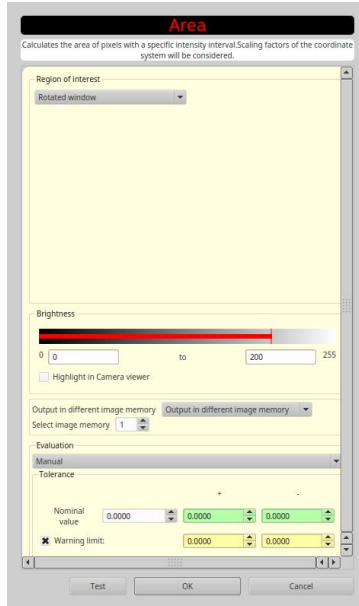 Area
Calculates the area of pixels with a specific intensity interval.Scaling factors of the coordinate
system will be considered.
Region of interest
Rotated window
Brightness
0 0 to 200 255
Highlight in Camera viewer
Output in different image memory Output in different image memory
Select image memory 1
Evaluation
Manual
Tolerance
+ -
Nominal
value 0.0000 0.0000 0.0000
Warning limit: 0.0000 0.0000
Test OK Cancel